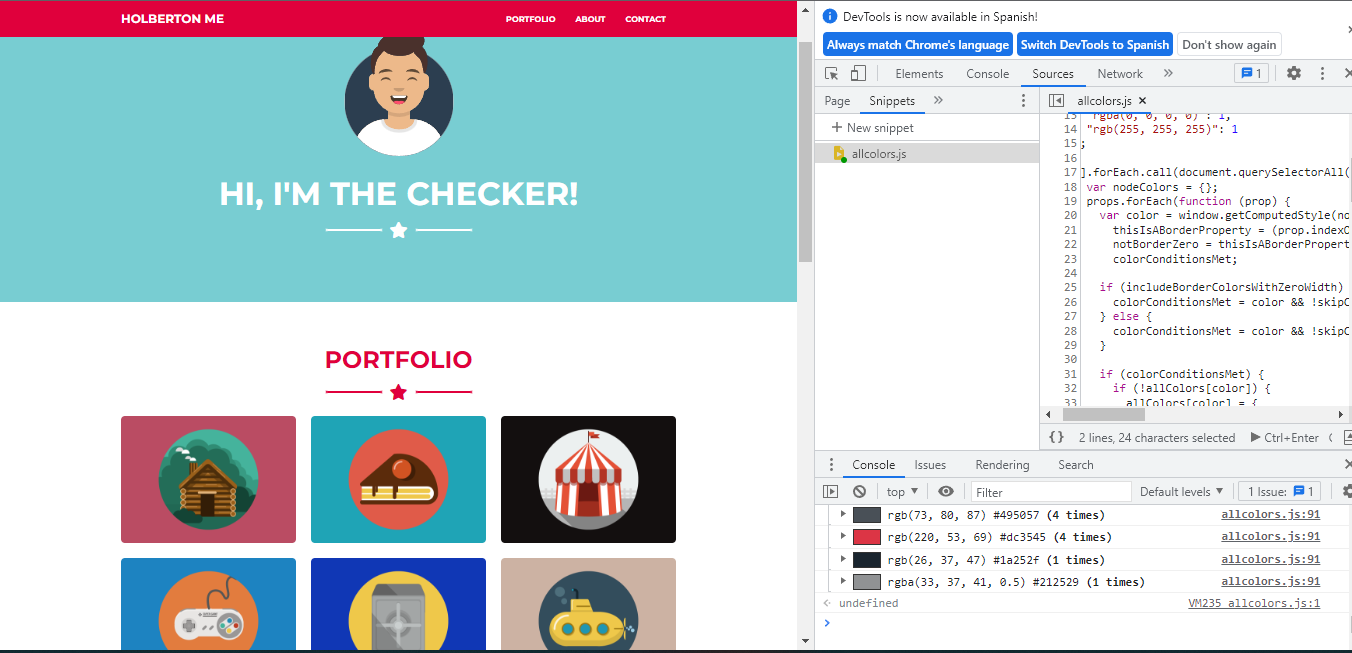 HOLBERTON ME
PORTFOLIO ABOUT CONTACT
HI, I'M THE CHECKER!
PORTFOLIO
DevTools is now available in Spanish!
Always match Chrome's language Switch DevTools to Spanish Don't show again
Elements Console Sources Network » 1
Page Snippets » allcolors.js ×
+ New snippet
allcolors.js
13 "rgba(0, 0, 0, 0)": 1,
14 "rgb(255, 255, 255)": 1
15 ;
16
17 ].forEach.call(document.querySelectorAll(
18 var nodeColors = {};
19 props.forEach(function (prop) {
20 var color = window.getComputedStyle(no
21 thisIsABorderProperty = (prop.indexO
22 notBorderZero = thisIsABorderPropert
23 colorConditionsMet;
24
25 if (includeBorderColorsWithZeroWidth)
26 colorConditionsMet = color && !skipC
27 } else {
28 colorConditionsMet = color && !skipC
29 }
30
31 if (colorConditionsMet) {
32 if (!allColors[color]) {
33 allColors[color] = {
{} 2 lines, 24 characters selected Ctrl+Enter
Console Issues Rendering Search
top ▼ Filter Default levels ▼ 1 Issue: 1
rgb(73, 80, 87) #495057 (4 times) allcolors.js:91
rgb(220, 53, 69) #dc3545 (4 times) allcolors.js:91
rgb(26, 37, 47) #1a252f (1 times) allcolors.js:91
rgba(33, 37, 41, 0.5) #212529 (1 times) allcolors.js:91
undefined VM235 allcolors.js:1